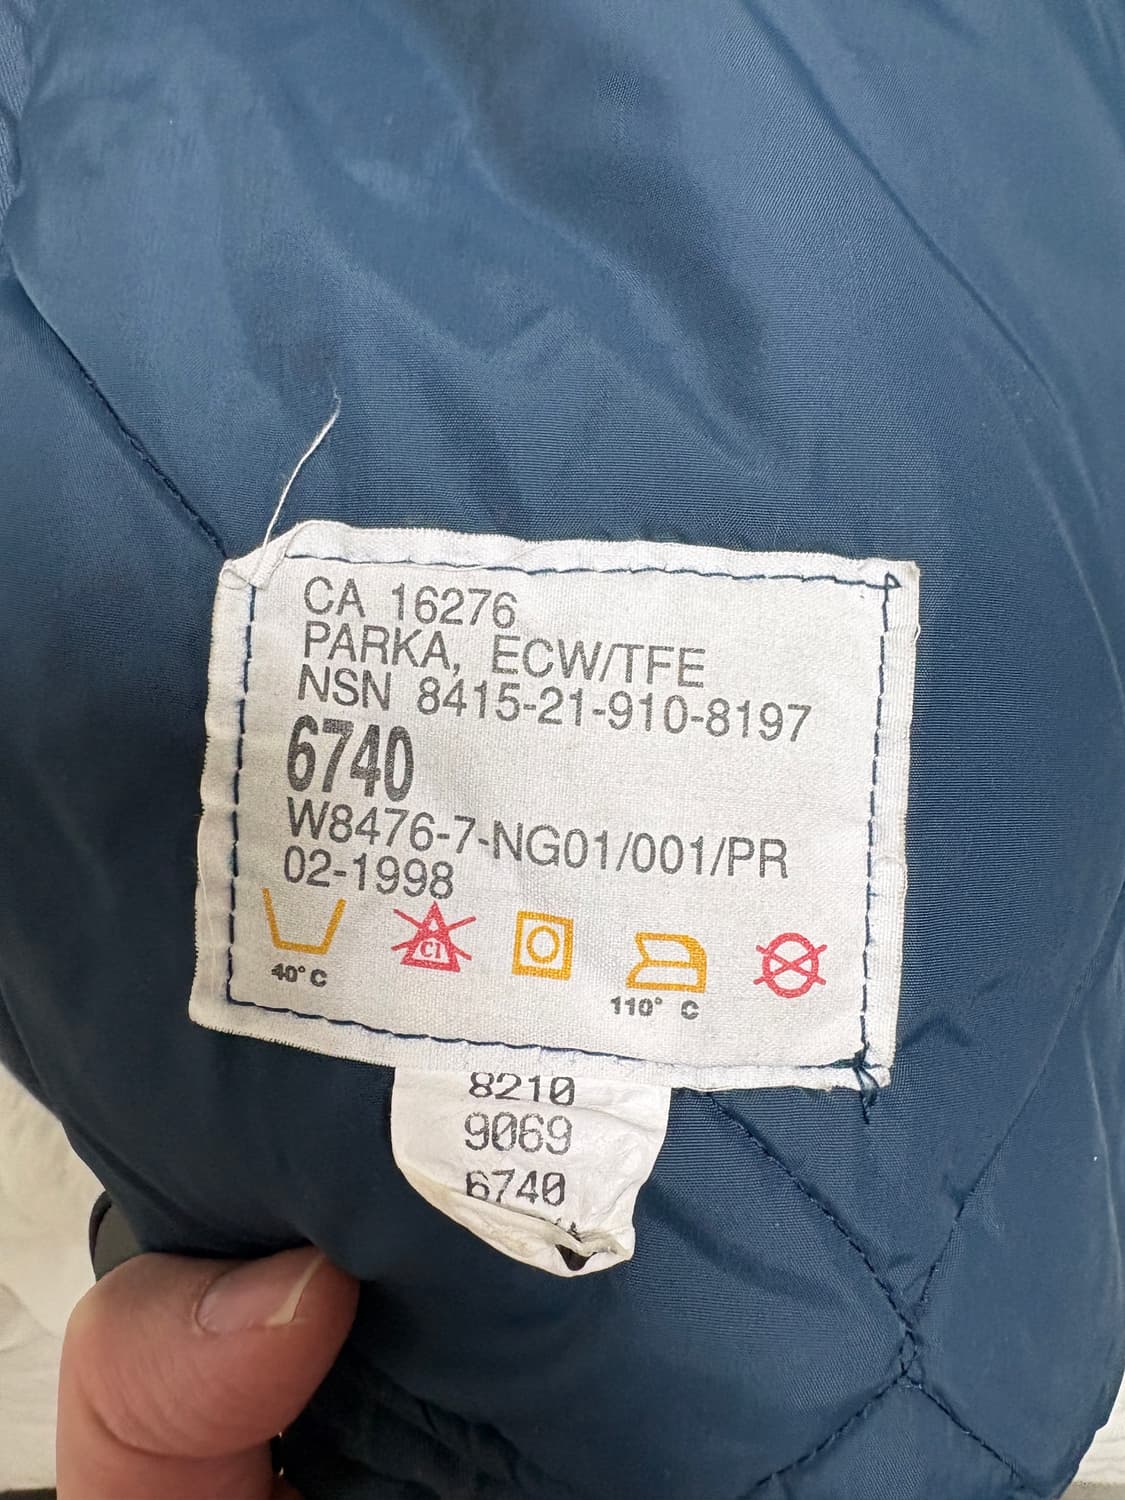 CA 16276
PARKA, ECW/TFE
NSN 8415-21-910-8197
6740
W8476-7-NG01/001/PR
02-1998
Cl
40° C
110° C
8210
9069
6740